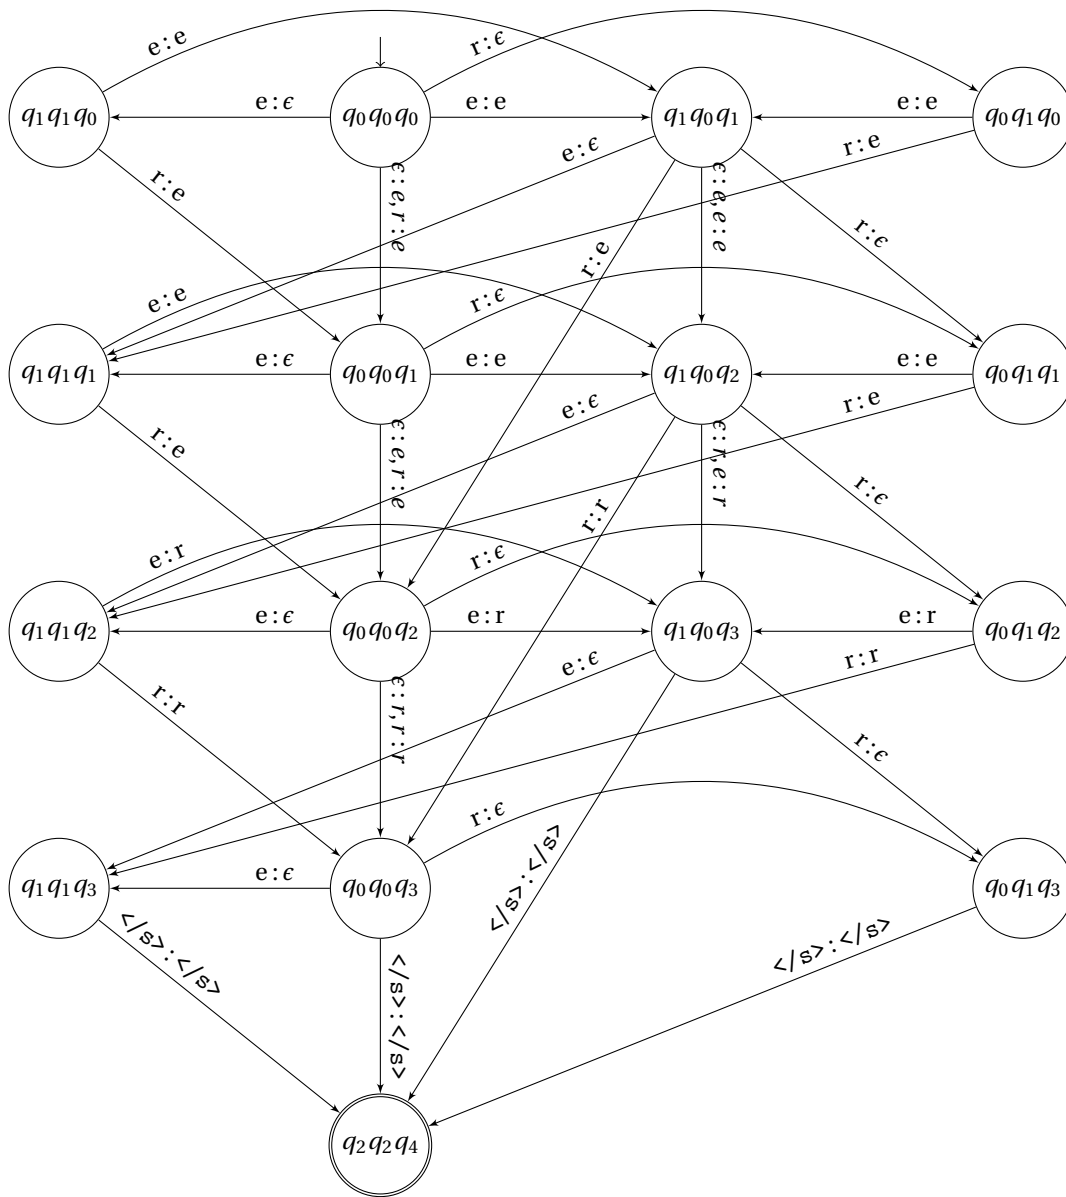 e:e
r:ϵ
q₁q₁q₀
e:ϵ
q₀q₀q₀
e:e
q₁q₀q₁
e:e
q₀q₁q₀
r:e
ϵ:e,r:e
e:ϵ
ϵ:e,e:e
r:e
r:e
r:ϵ
e:e
r:ϵ
q₁q₁q₁
e:ϵ
q₀q₀q₁
e:e
q₁q₀q₂
e:e
q₀q₁q₁
r:e
ϵ:e,r:e
e:ϵ
ϵ:r,e:r
r:e
r:r
r:ϵ
e:r
r:ϵ
q₁q₁q₂
e:ϵ
q₀q₀q₂
e:r
q₁q₀q₃
e:r
q₀q₁q₂
r:r
ϵ:r,r:r
e:ϵ
r:r
r:ϵ
r:ϵ
q₁q₁q₃
e:ϵ
q₀q₀q₃
</s>:</s>
q₀q₁q₃
</s>:</s>
</s>:</s>
</s>:</s>
q₂q₂q₄